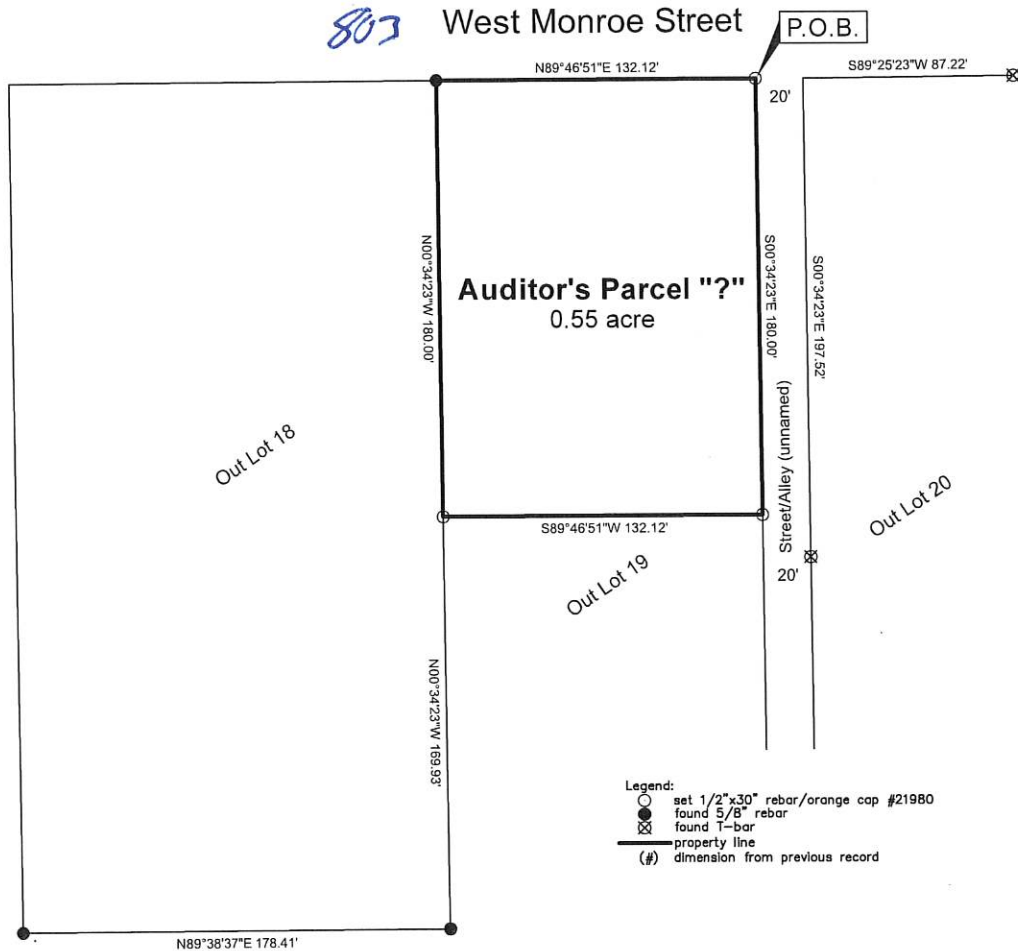 803 West Monroe Street
P.O.B.
N89°46'51"E 132.12'
S89°25'23"W 87.22'
20'
N00°34'23"W 180.00'
S00°34'23"E 180.00'
S00°34'23"E 197.52'
Auditor's Parcel "?"
0.55 acre
Street/Alley (unnamed)
Out Lot 18
Out Lot 20
S89°46'51"W 132.12'
20'
Out Lot 19
N00°34'23"W 169.93'
Legend:
set 1/2"x30" rebar/orange cap #21980
found 5/8" rebar
found T-bar
property line
(#) dimension from previous record
N89°38'37"E 178.41'